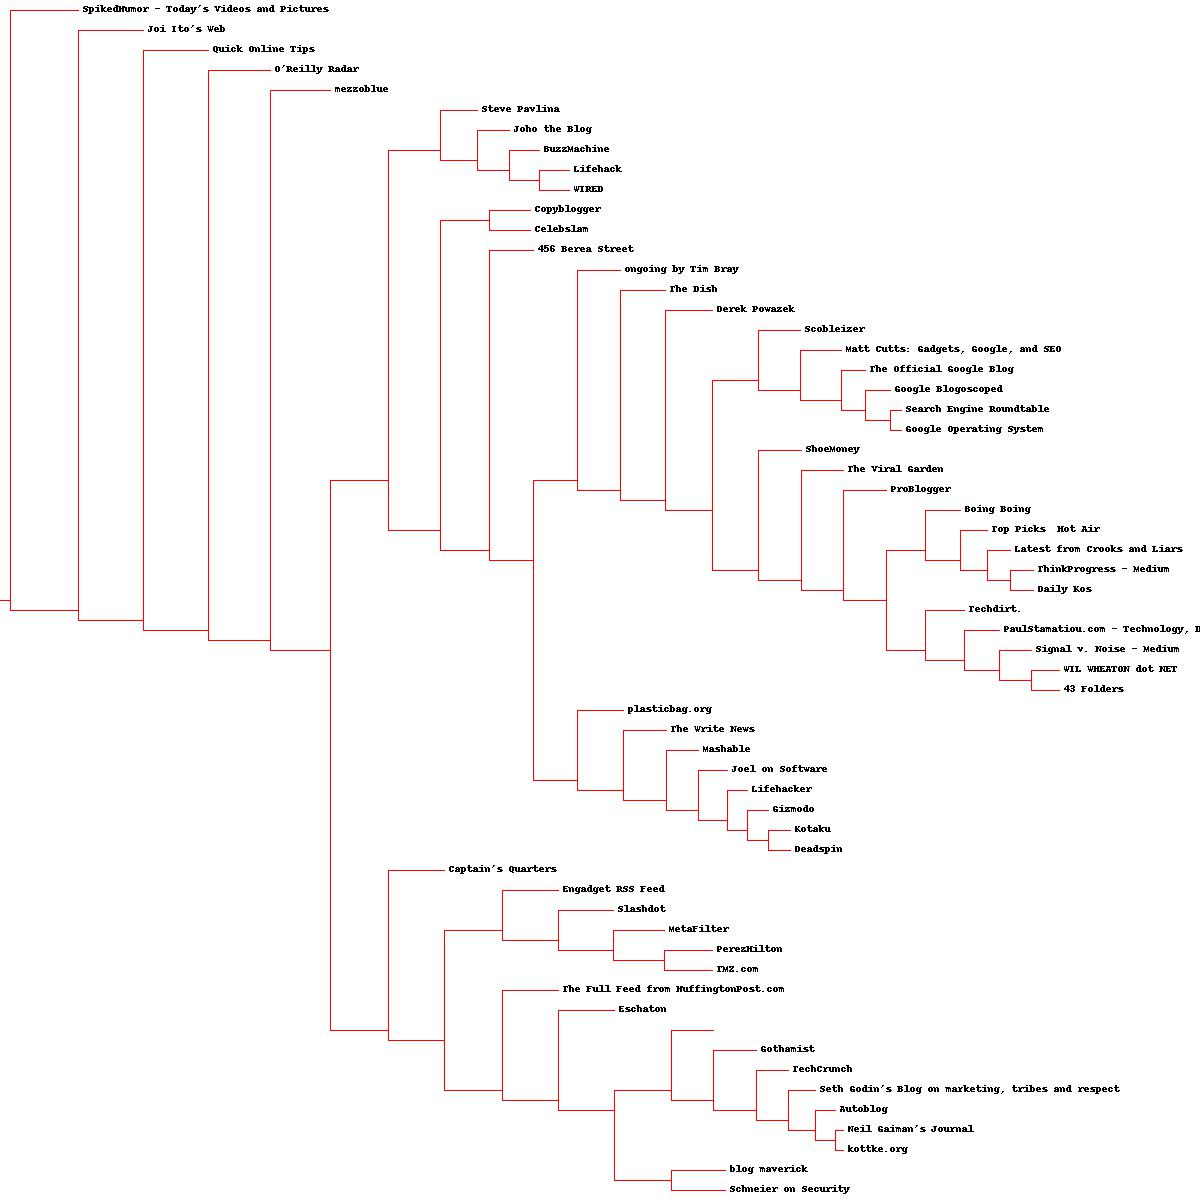 SpikedHumor - Today's Videos and Pictures
Joi Ito's Web
Quick Online Tips
O'Reilly Radar
mezzoblue
Steve Pavlina
Joho the Blog
BuzzMachine
Lifehack
WIRED
Copyblogger
Celebslam
456 Berea Street
ongoing by Tim Bray
The Dish
Derek Powazek
Scobleizer
Matt Cutts: Gadgets, Google, and SEO
The Official Google Blog
Google Blogoscoped
Search Engine Roundtable
Google Operating System
ShoeMoney
The Viral Garden
ProBlogger
Boing Boing
Top Picks  Hot Air
Latest from Crooks and Liars
ThinkProgress - Medium
Daily Kos
Techdirt.
PaulStamatiou.com - Technology, D
Signal v. Noise - Medium
WIL WHEATON dot NET
43 Folders
plasticbag.org
The Write News
Mashable
Joel on Software
Lifehacker
Gizmodo
Kotaku
Deadspin
Captain's Quarters
Engadget RSS Feed
Slashdot
MetaFilter
PerezHilton
TMZ.com
The Full Feed from HuffingtonPost.com
Eschaton
Gothamist
TechCrunch
Seth Godin's Blog on marketing, tribes and respect
Autoblog
Neil Gaiman's Journal
kottke.org
blog maverick
Schneier on Security